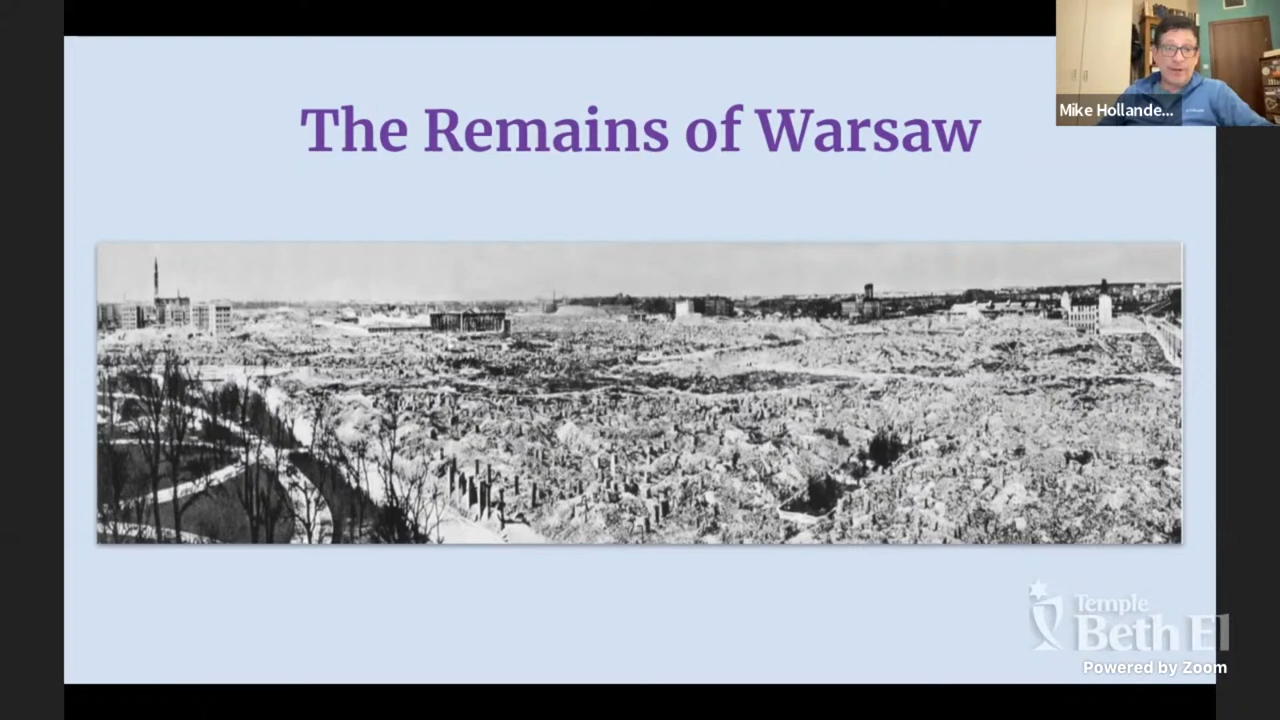 The Remains of Warsaw
Mike Hollande...
Temple
Beth El
Powered by Zoom